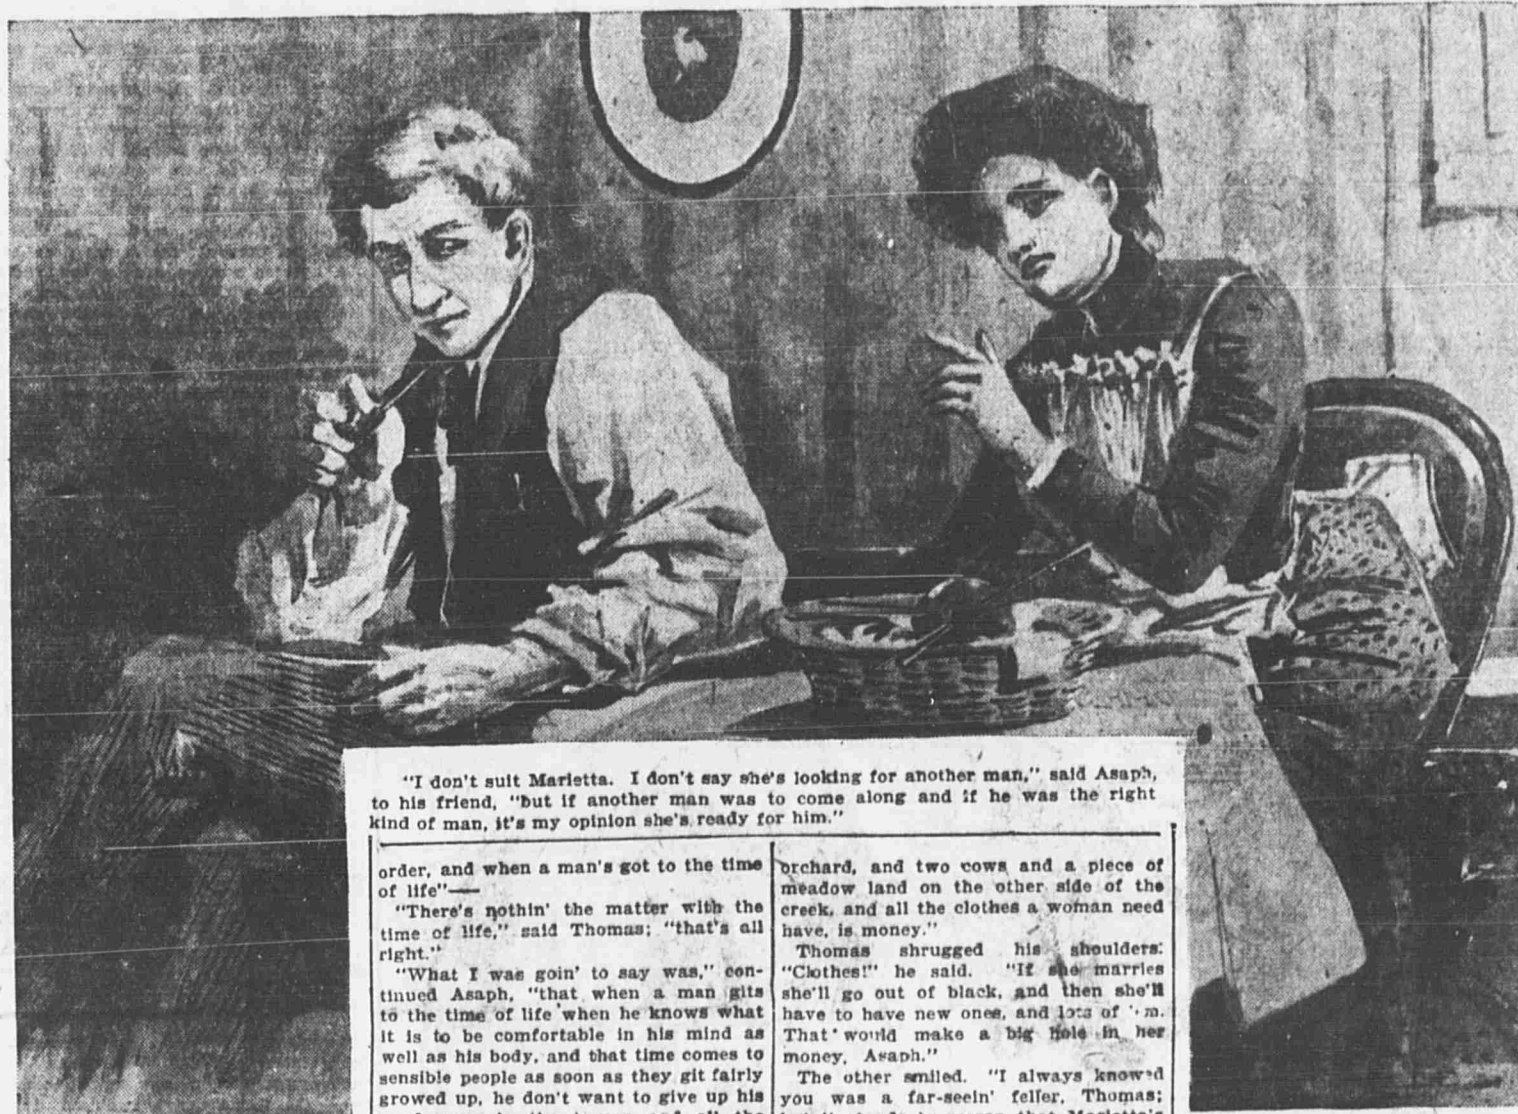 "I don't suit Marietta. I don't say she's looking for another man," said Asaph,
to his friend, "but if another man was to come along and if he was the right
kind of man, it's my opinion she's ready for him."
order, and when a man's got to the time
of life"—
"There's nothin' the matter with the
time of life," said Thomas; "that's all
right."
"What I was goin' to say was," con-
tinued Asaph, "that when a man gits
to the time of life when he knows what
it is to be comfortable in his mind as
well as his body, and that time comes to
sensible people as soon as they git fairly
growed up, he don't want to give up his
orchard, and two cows and a piece of
meadow land on the other side of the
creek, and all the clothes a woman need
have, is money."
Thomas shrugged his shoulders.
"Clothes!" he said. "If she marries
she'll go out of black, and then she'll
have to have new ones, and lots of 'em.
That would make a big hole in her
money, Asaph."
The other smiled. "I always knowed
you was a far-seein' feller, Thomas;